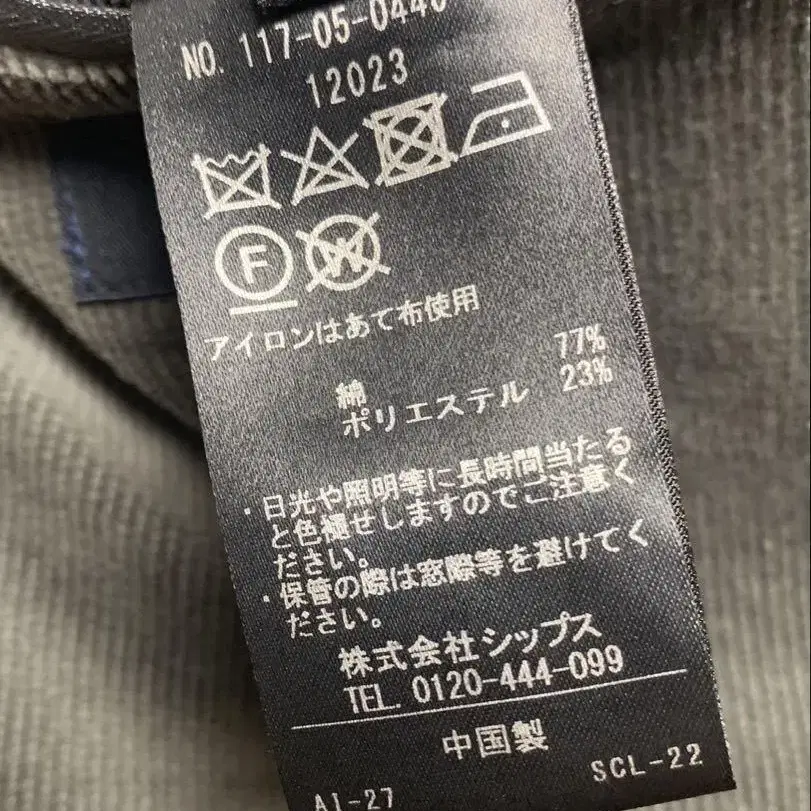 NO. 117-05-0440
12023
F
W
アイロンはあて布使用
綿 77%
ポリエステル 23%
・日光や照明等に長時間当たる
と色褪せしますのでご注意く
ださい。
・保管の際は窓際等を避けてく
ださい。
株式会社シップス
TEL. 0120-444-099
中国製
AI-27 SCL-22